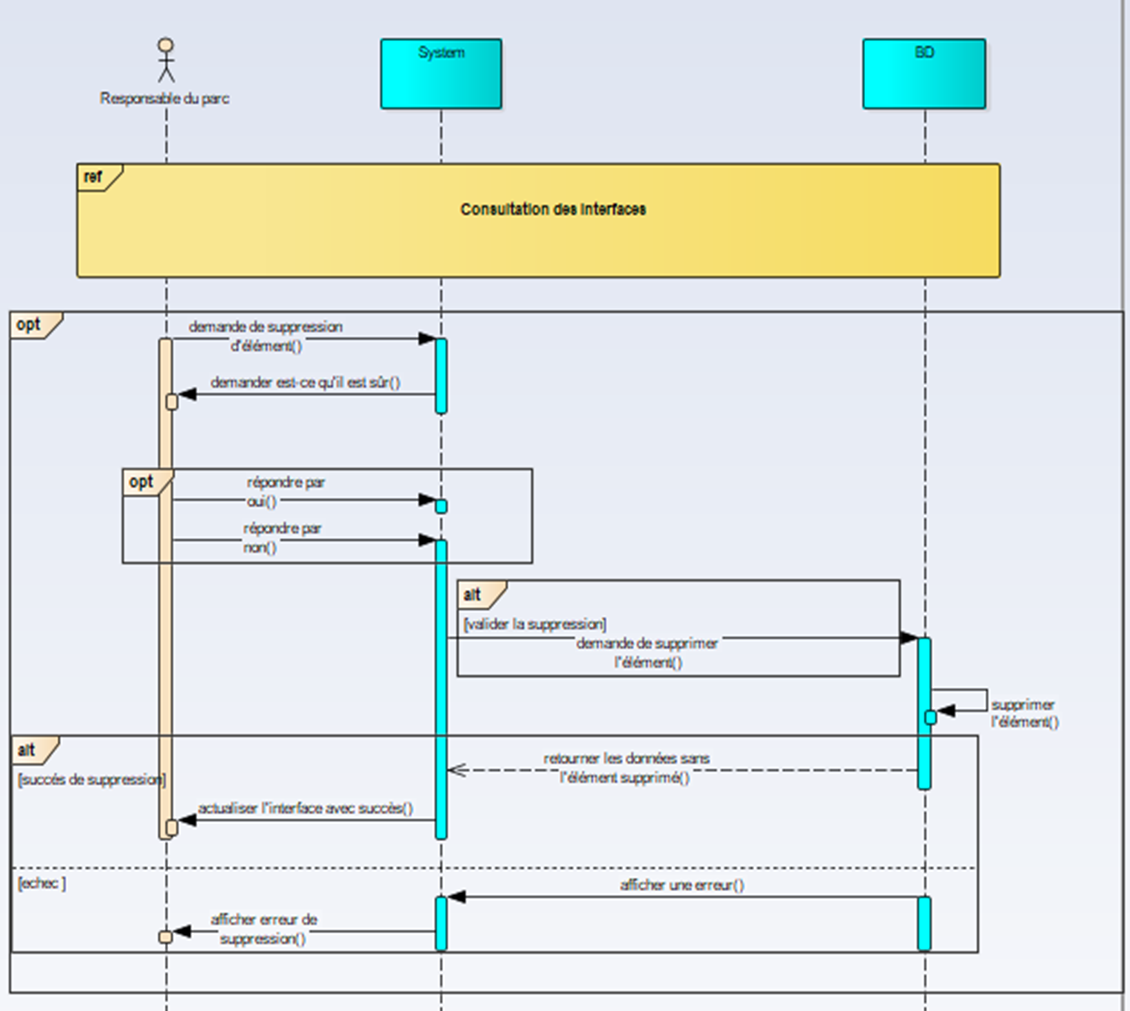 System
BD
Responsable du parc
ref
Consultation des interfaces
opt
demande de suppression
d'élément()
demander est-ce qu'il est sûr()
opt
répondre par
oui()
répondre par
non()
alt
[valider la suppression]
demande de supprimer
l'élément()
supprimer
l'élément()
alt
retourner les données sans
l'élément supprimé()
[succés de suppression]
actualiser l'interface avec succès()
[echec ]
afficher une erreur()
afficher erreur de
suppression()